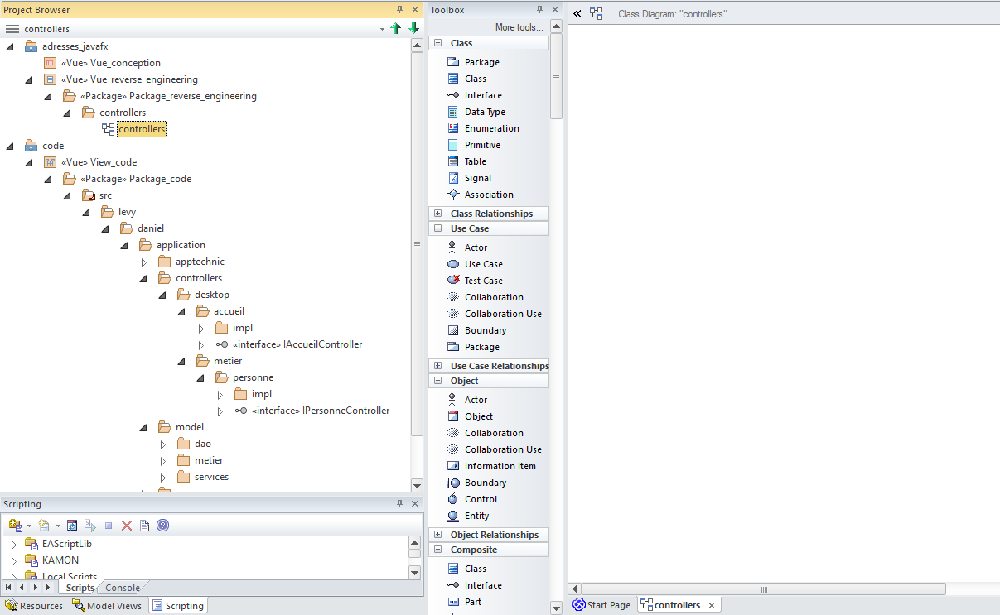 Project Browser
controllers
adresses_javafx
«Vue» Vue_conception
«Vue» Vue_reverse_engineering
«Package» Package_reverse_engineering
controllers
controllers
code
«Vue» View_code
«Package» Package_code
src
levy
daniel
application
apptechnic
controllers
desktop
accueil
impl
«interface» IAccueilController
metier
personne
impl
«interface» IPersonneController
model
dao
metier
services
Scripting
EAScriptLib
KAMON
Local Scripts
Scripts
Console
Resources
Model Views
Scripting
Toolbox
More tools...
Class
Package
Class
Interface
Data Type
Enumeration
Primitive
Table
Signal
Association
Class Relationships
Use Case
Actor
Use Case
Test Case
Collaboration
Collaboration Use
Boundary
Package
Use Case Relationships
Object
Actor
Object
Collaboration
Collaboration Use
Information Item
Boundary
Control
Entity
Object Relationships
Composite
Class
Interface
Part
Class Diagram: "controllers"
Start Page
controllers